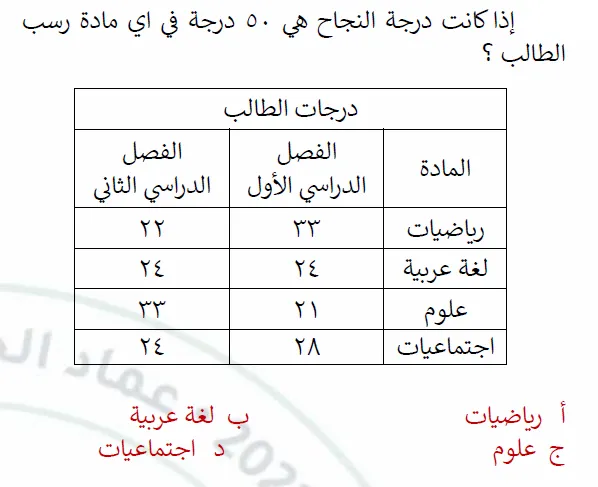 إذا كانت درجة النجاح هي ٥٠ درجة في اي مادة رسب
الطالب ؟
درجات الطالب
المادة الفصل الدراسي الأول الفصل الدراسي الثاني
رياضيات ٣٣ ٢٢
لغة عربية ٢٤ ٢٤
علوم ٢١ ٣٣
اجتماعيات ٢٨ ٢٤
أ رياضيات ب لغة عربية
ج علوم د اجتماعيات
عماد